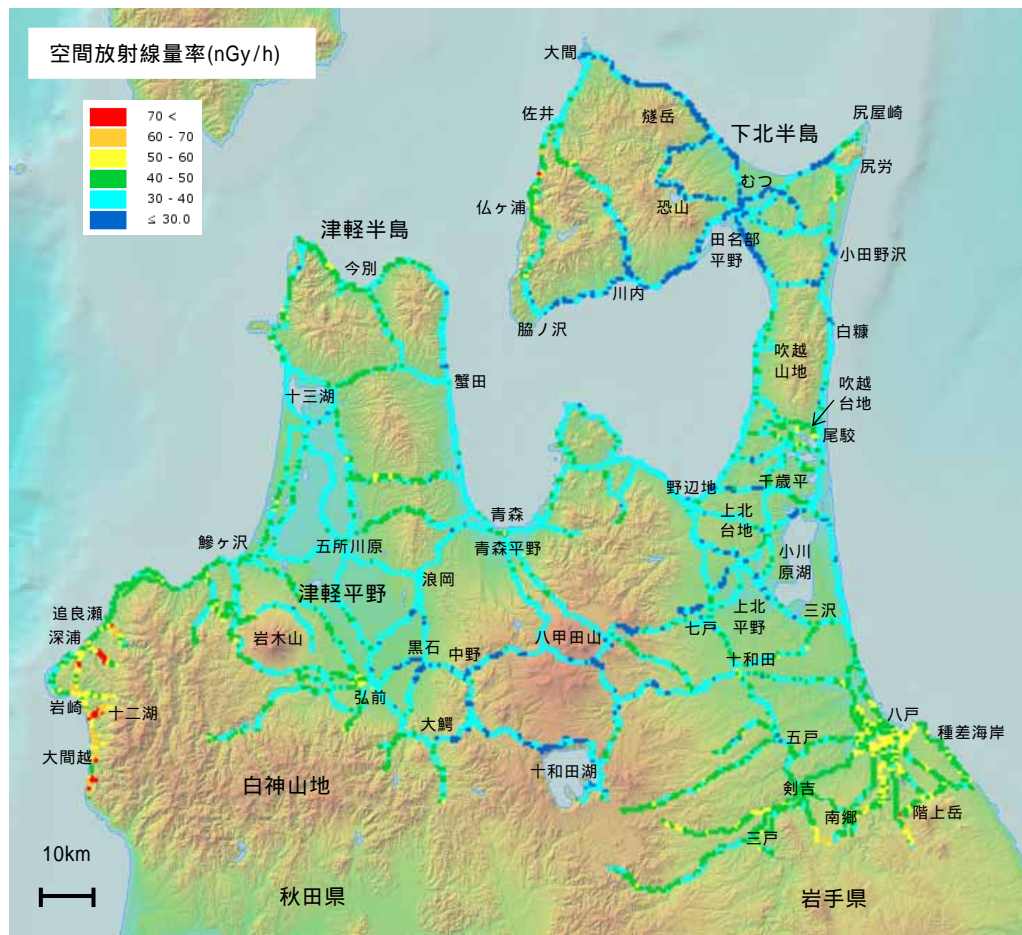 空間放射線量率(nGy/h)
70 <
60 - 70
50 - 60
40 - 50
30 - 40
≤ 30.0
大間
佐井
燧岳
下北半島
尻屋崎
尻労
むつ
仏ヶ浦
恐山
田名部
平野
小田野沢
川内
脇ノ沢
白糠
津軽半島
今別
吹越
山地
吹越
台地
尾駮
蟹田
十三湖
野辺地
千歳平
上北
台地
小川
原湖
青森
青森平野
鰺ヶ沢
五所川原
浪岡
津軽平野
追良瀬
深浦
岩木山
黒石
中野
八甲田山
七戸
上北
平野
三沢
十和田
弘前
岩崎
十二湖
大鰐
大間越
白神山地
十和田湖
八戸
種差海岸
五戸
剣吉
南郷
階上岳
三戸
10km
秋田県
岩手県